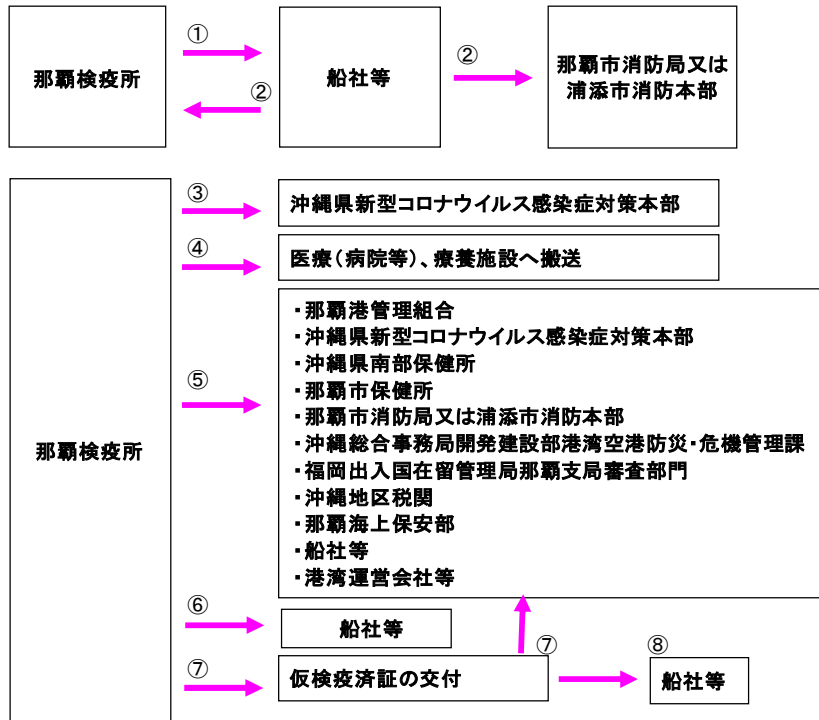 ①
②
②
那覇検疫所
船社等
那覇市消防局又は
浦添市消防本部
③
沖縄県新型コロナウイルス感染症対策本部
④
医療(病院等)、療養施設へ搬送
⑤
那覇検疫所
・那覇港管理組合
・沖縄県新型コロナウイルス感染症対策本部
・沖縄県南部保健所
・那覇市保健所
・那覇市消防局又は浦添市消防本部
・沖縄総合事務局開発建設部港湾空港防災・危機管理課
・福岡出入国在留管理局那覇支局審査部門
・沖縄地区税関
・那覇海上保安部
・船社等
・港湾運営会社等
⑥
船社等
⑦
仮検疫済証の交付
⑦
⑧
船社等